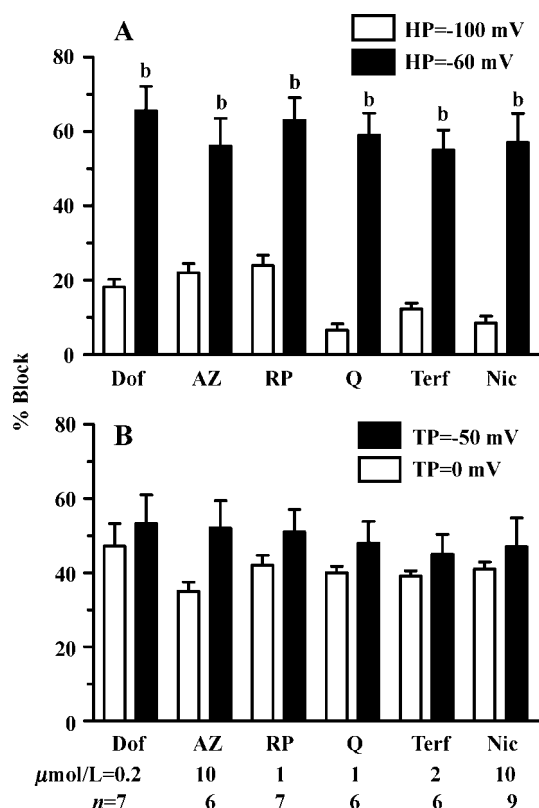 A
HP=-100 mV
HP=-60 mV
80
60
40
20
0
b b b b b b
Dof AZ RP Q Terf Nic
% Block
B
TP=-50 mV
TP=0 mV
80
60
40
20
0
Dof AZ RP Q Terf Nic
μmol/L=0.2 10 1 1 2 10
n=7 6 7 6 6 9